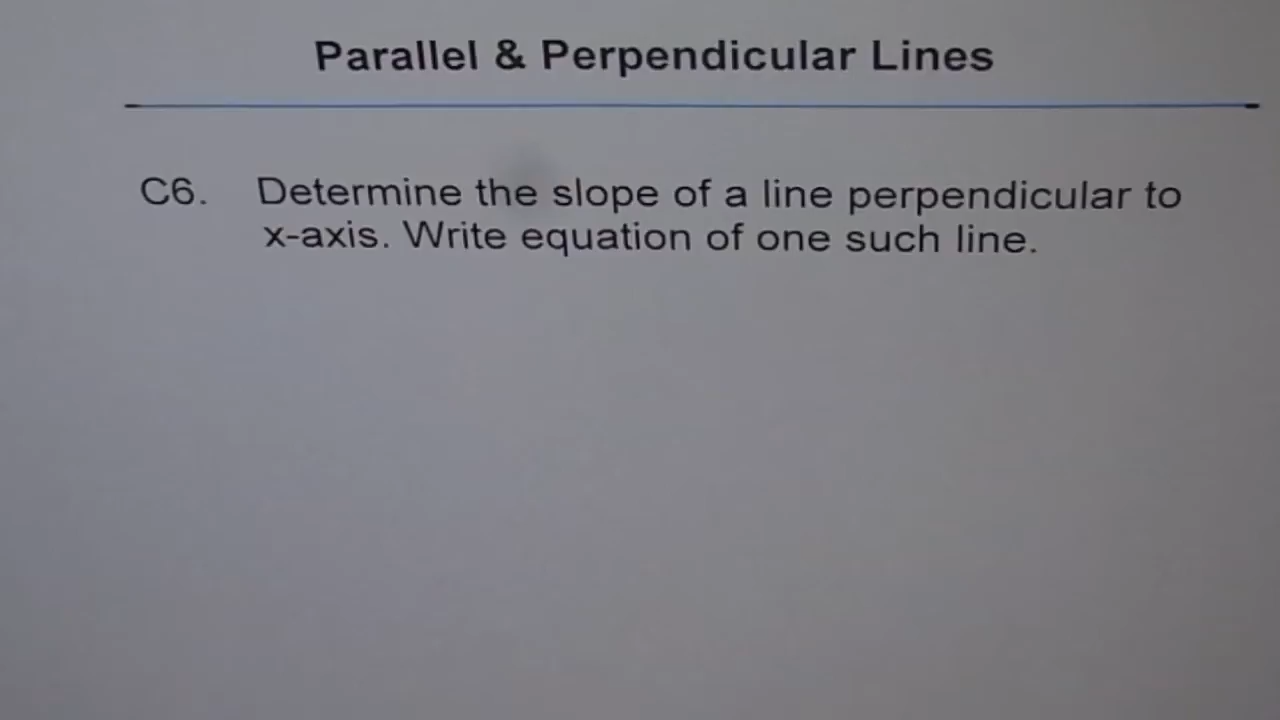 Parallel & Perpendicular Lines
C6. Determine the slope of a line perpendicular to
x-axis. Write equation of one such line.